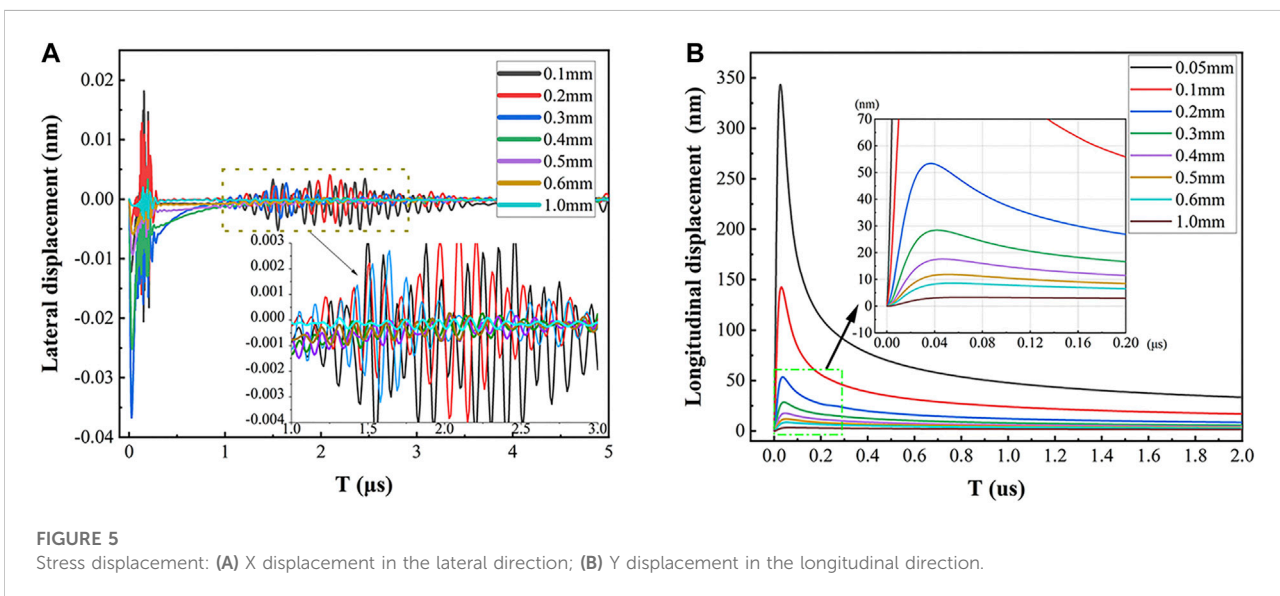 A
0.02
0.01
0.00
-0.01
-0.02
-0.03
-0.04
Lateral displacement (nm)
0.1mm
0.2mm
0.3mm
0.4mm
0.5mm
0.6mm
1.0mm
0.003
0.002
0.001
0.000
-0.001
-0.002
-0.003
-0.004
1.0 1.5 2.0 2.5 3.0
0 1 2 3 4 5
T (μs)
B
350
325
300
275
250
225
200
175
150
125
100
75
50
25
0
Longitudinal displacement (nm)
0.05mm
0.1mm
0.2mm
0.3mm
0.4mm
0.5mm
0.6mm
1.0mm
(nm)
70
60
50
40
30
20
10
0
-10
0.00 0.04 0.08 0.12 0.16 0.20 (μs)
0.0 0.2 0.4 0.6 0.8 1.0 1.2 1.4 1.6 1.8 2.0
T (us)
FIGURE 5
Stress displacement: (A) X displacement in the lateral direction; (B) Y displacement in the longitudinal direction.